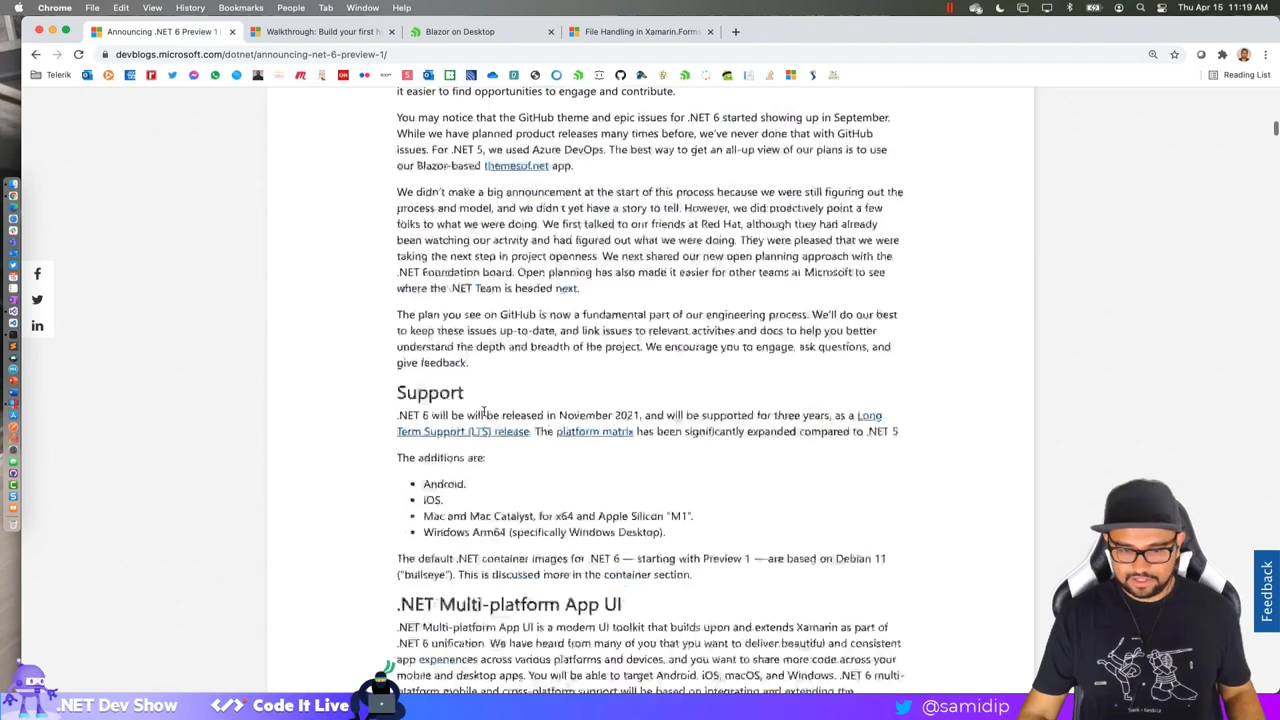 Chrome File Edit View History Bookmarks People Tab Window Help
Thu Apr 15 11:19 AM
Announcing .NET 6 Preview 1
Walkthrough: Build your first h
Blazor on Desktop
File Handling in Xamarin.Forms
devblogs.microsoft.com/dotnet/announcing-net-6-preview-1/
Telerik
Reading List
it easier to find opportunities to engage and contribute.
You may notice that the GitHub theme and epic issues for .NET 6 started showing up in September.
While we have planned product releases many times before, we've never done that with GitHub
issues. For .NET 5, we used Azure DevOps. The best way to get an all-up view of our plans is to use
our Blazor-based themesof.net app.
We didn't make a big announcement at the start of this process because we were still figuring out the
process and model, and we didn't yet have a story to tell. However, we did proactively point a few
folks to what we were doing. We first talked to our friends at Red Hat, although they had already
been watching our activity and had figured out what we were doing. They were pleased that we were
taking the next step in project openness. We next shared our new open planning approach with the
.NET Foundation board. Open planning has also made it easier for other teams at Microsoft to see
where the .NET Team is headed next.
The plan you see on GitHub is now a fundamental part of our engineering process. We'll do our best
to keep these issues up-to-date, and link issues to relevant activities and docs to help you better
understand the depth and breadth of the project. We encourage you to engage, ask questions, and
give feedback.
Support
.NET 6 will be will be released in November 2021, and will be supported for three years, as a Long
Term Support (LTS) release. The platform matrix has been significantly expanded compared to .NET 5
The additions are:
Android.
iOS.
Mac and Mac Catalyst, for x64 and Apple Silicon "M1".
Windows Arm64 (specifically Windows Desktop).
The default .NET container images for .NET 6 — starting with Preview 1 — are based on Debian 11
("bullseye"). This is discussed more in the container section.
.NET Multi-platform App UI
.NET Multi-platform App UI is a modern UI toolkit that builds upon and extends Xamarin as part of
.NET 6 unification. We have heard from many of you that you want to deliver beautiful and consistent
app experiences across various platforms and devices, and you want to share more code across your
mobile and desktop apps. You will be able to target Android, iOS, macOS, and Windows. .NET 6 multi-
platform mobile and cross-platform support will be based on integrating and extending the
Feedback
.NET Dev Show
</> Code It Live
@samidip